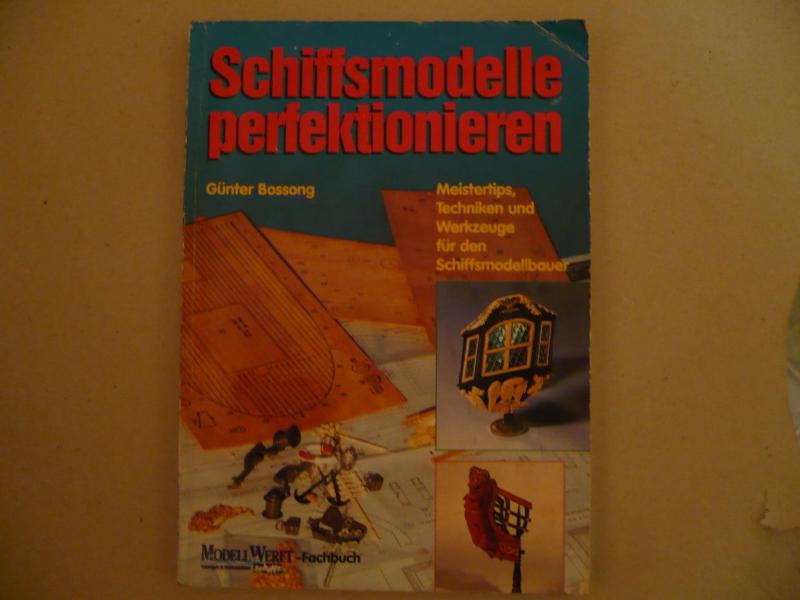 Schiffsmodelle
perfektionieren
Günter Bossong
Meistertips,
Techniken und
Werkzeuge
für den
Schiffsmodellbauer
MODELLWERFT-Fachbuch